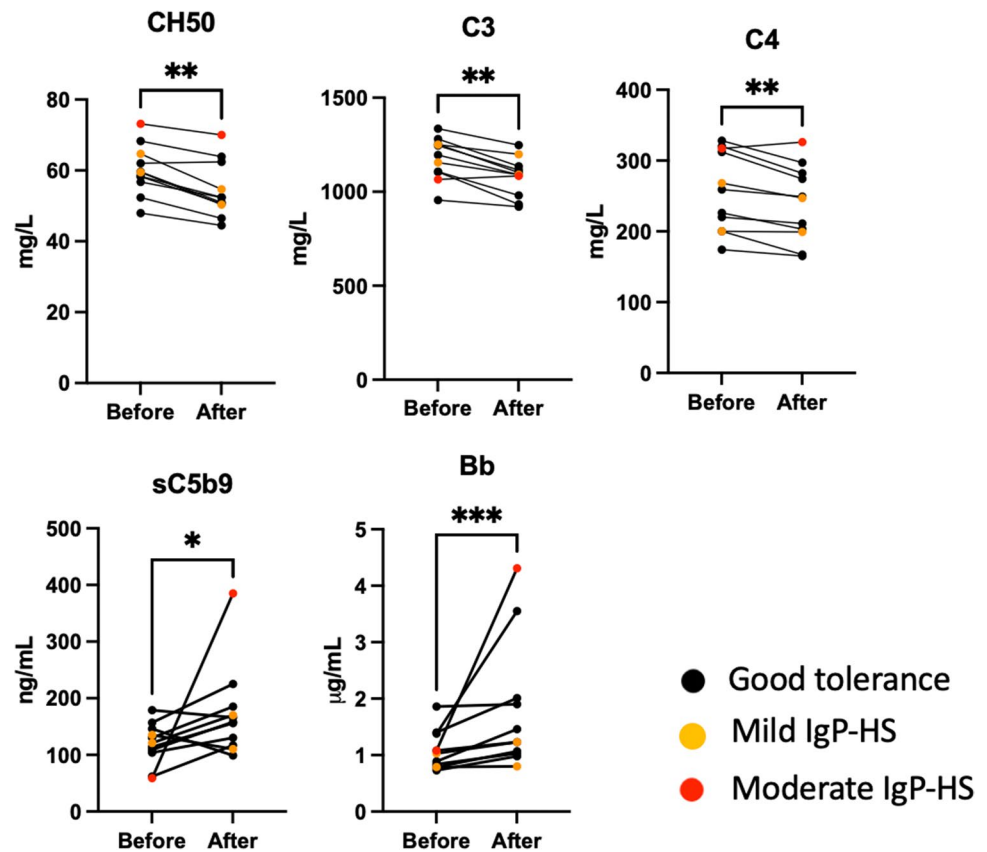 CH50
**
80
60
40
20
0
mg/L
Before After
C3
**
1500
1000
500
0
mg/L
Before After
C4
**
400
300
200
100
0
mg/L
Before After
sC5b9
*
500
400
300
200
100
0
ng/mL
Before After
Bb
***
5
4
3
2
1
0
µg/mL
Before After
Good tolerance
Mild IgP-HS
Moderate IgP-HS